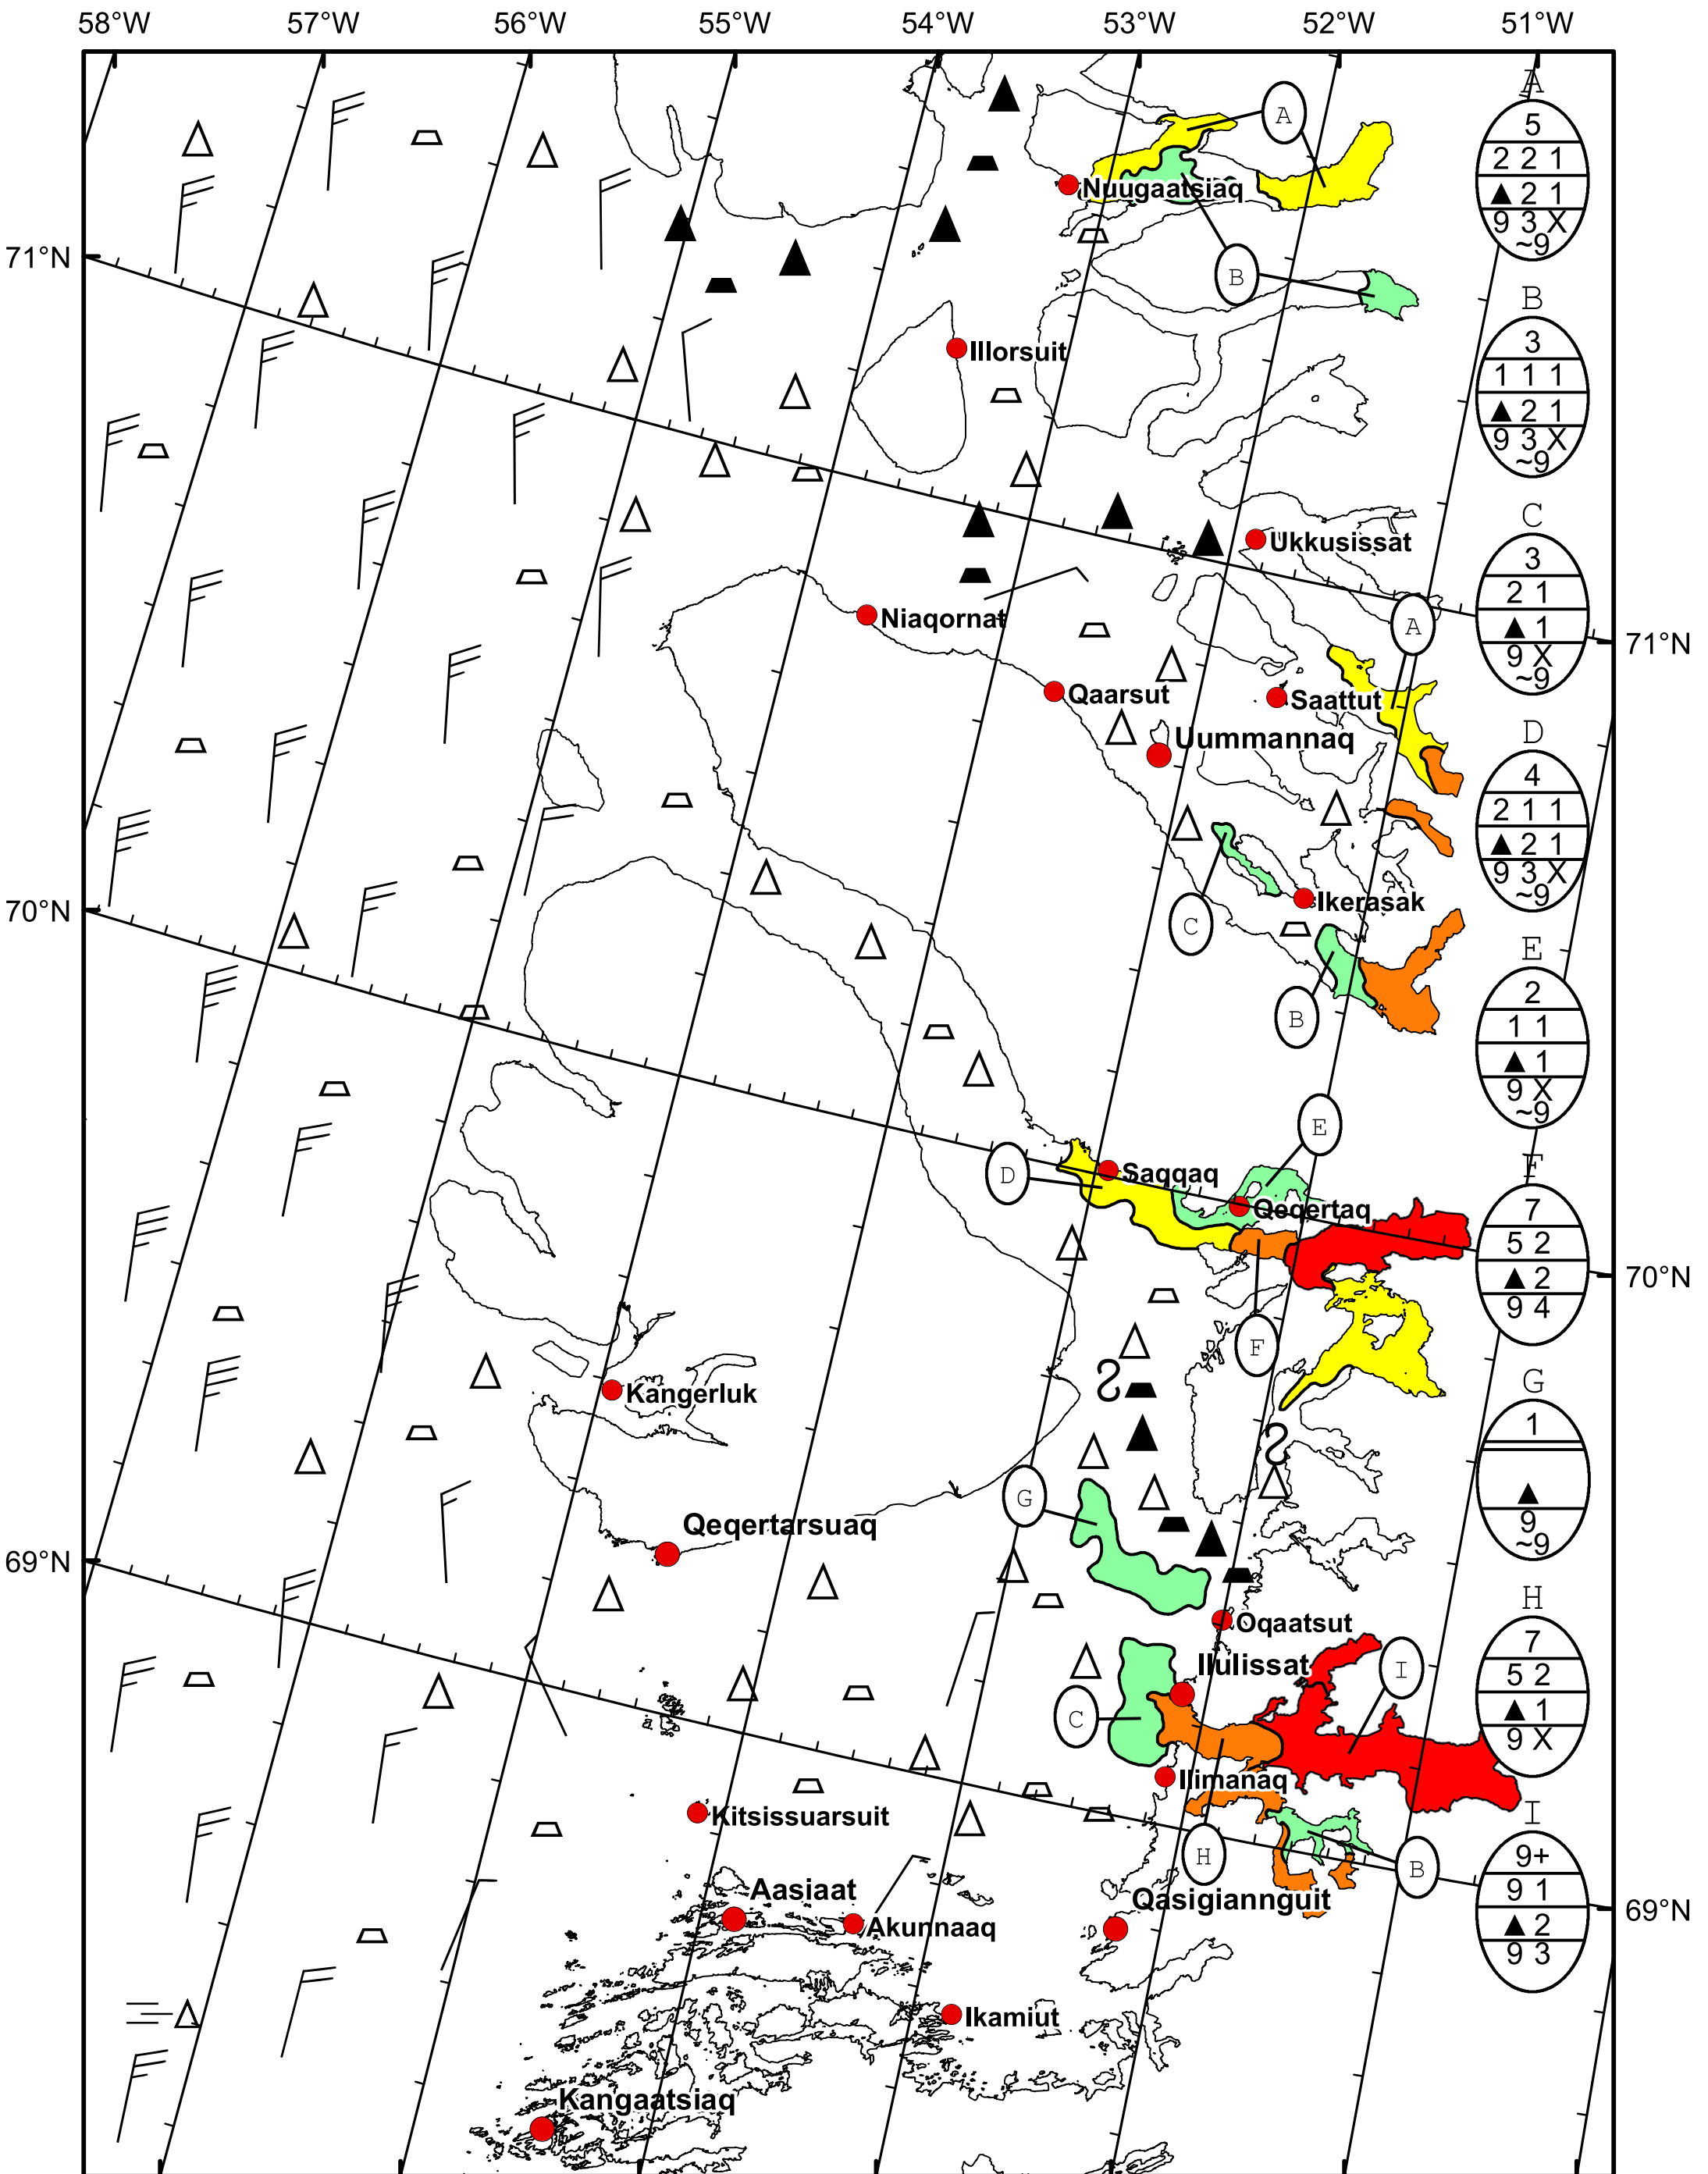 58°W 57°W 56°W 55°W 54°W 53°W 52°W 51°W
A
5
2 2 1
▲ 2 1
9 3 X
~9
A
Nuugaatsiaq
71°N
B
B
3
1 1 1
▲ 2 1
9 3 X
~9
Illorsuit
C
3
2 1
▲ 1
9 X
~9
Ukkusissat
Niaqornat
A
71°N
Qaarsut
Saattut
Uummannaq
D
4
2 1 1
▲ 2 1
9 3 X
~9
C
Ikerasak
70°N
B
E
2
1 1
▲ 1
9 X
~9
E
D
Saqqaq
Qeqertaq
F
7
5 2
▲ 2
9 4
70°N
F
Kangerluk
G
1
▲
9
~9
G
Qeqertarsuaq
69°N
Oqaatsut
H
7
5 2
▲ 1
9 X
Ilulissat
I
C
Ilimanaq
Kitsissuarsuit
I
9+
9 1
▲ 2
9 3
H
B
Aasiaat
Qasigiannguit
Akunnaaq
69°N
Ikamiut
Kangaatsiaq